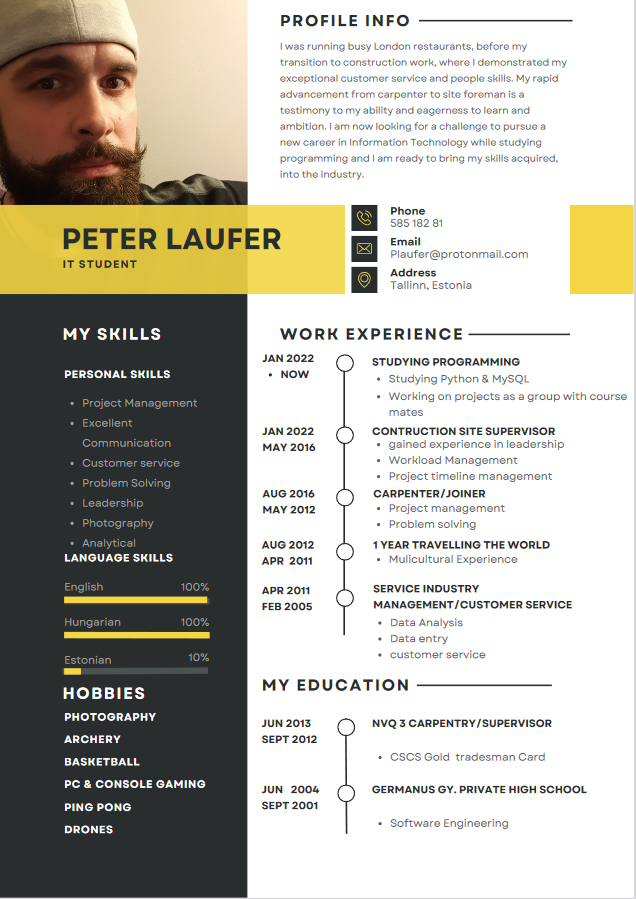 PROFILE INFO
I was running busy London restaurants, before my
transition to construction work, where I demonstrated my
exceptional customer service and people skills. My rapid
advancement from carpenter to site foreman is a
testimony to my ability and eagerness to learn and
ambition. I am now looking for a challenge to pursue a
new career in Information Technology while studying
programming and I am ready to bring my skills acquired,
into the industry.
PETER LAUFER
IT STUDENT
Phone
585 182 81
Email
Plaufer@protonmail.com
Address
Tallinn, Estonia
MY SKILLS
PERSONAL SKILLS
• Project Management
• Excellent
Communication
• Customer service
• Problem Solving
• Leadership
• Photography
• Analytical
LANGUAGE SKILLS
English 100%
Hungarian 100%
Estonian 10%
HOBBIES
PHOTOGRAPHY
ARCHERY
BASKETBALL
PC & CONSOLE GAMING
PING PONG
DRONES
WORK EXPERIENCE
JAN 2022
• NOW
STUDYING PROGRAMMING
• Studying Python & MySQL
• Working on projects as a group with course
mates
JAN 2022
MAY 2016
CONTRUCTION SITE SUPERVISOR
• gained experience in leadership
• Workload Management
• Project timeline management
AUG 2016
MAY 2012
CARPENTER/JOINER
• Project management
• Problem solving
AUG 2012
APR 2011
1 YEAR TRAVELLING THE WORLD
• Mulicultural Experience
APR 2011
FEB 2005
SERVICE INDUSTRY
MANAGEMENT/CUSTOMER SERVICE
• Data Analysis
• Data entry
• customer service
MY EDUCATION
JUN 2013
SEPT 2012
NVQ 3 CARPENTRY/SUPERVISOR
• CSCS Gold tradesman Card
JUN 2004
SEPT 2001
GERMANUS GY. PRIVATE HIGH SCHOOL
• Software Engineering